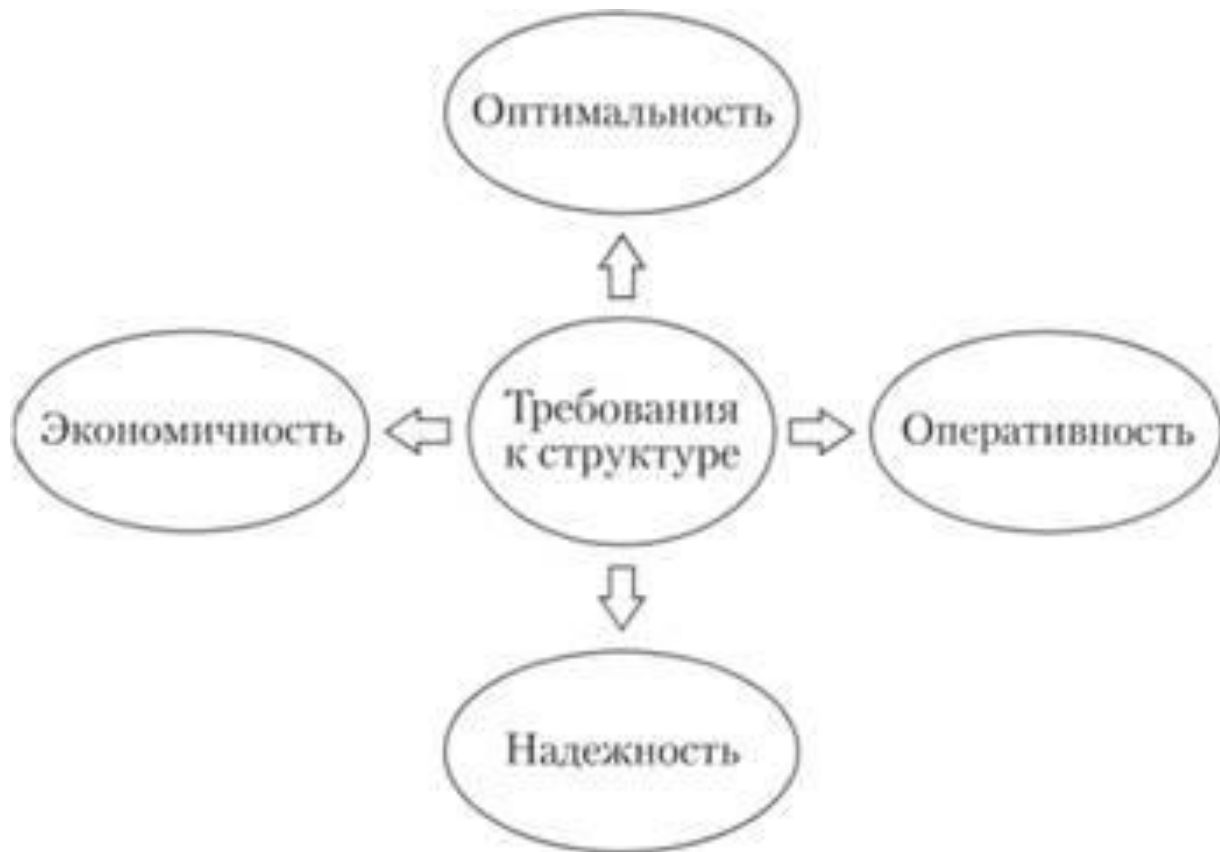 Оптимальность
Экономичность
Требования
к структуре
Оперативность
Надежность